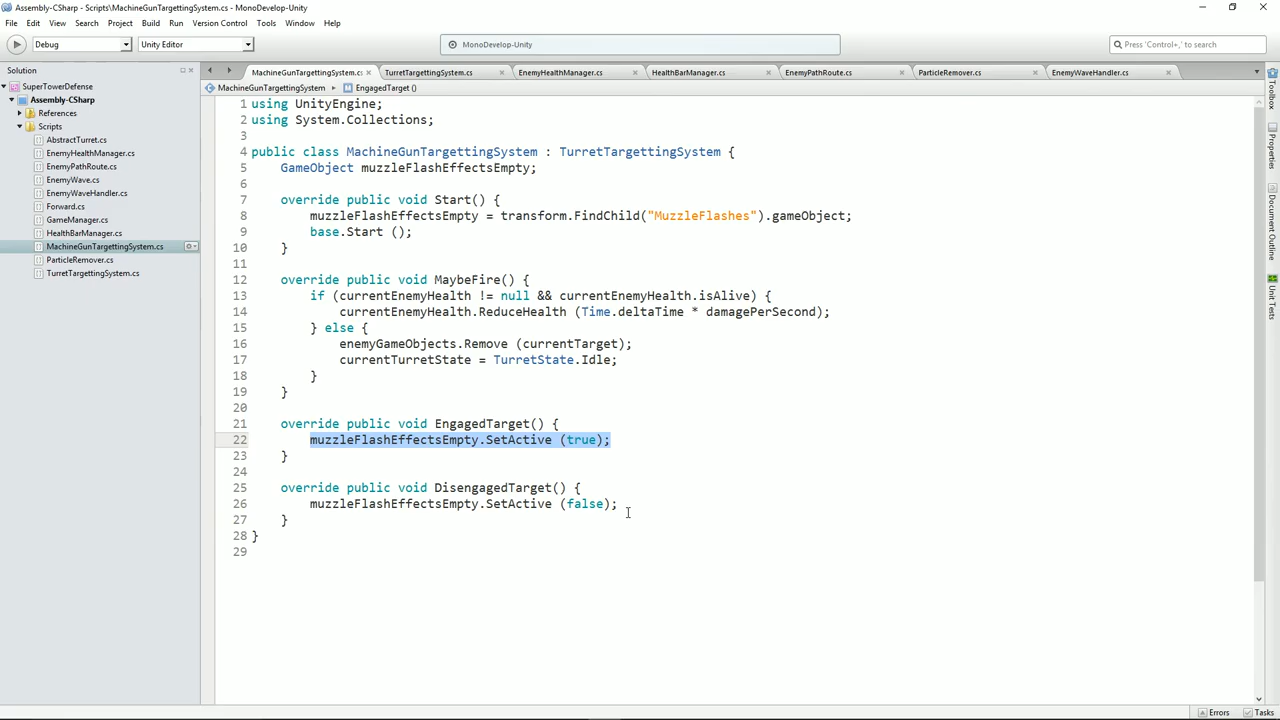 Assembly-CSharp - Scripts\MachineGunTargettingSystem.cs - MonoDevelop-Unity
File Edit View Search Project Build Run Version Control Tools Window Help
Debug Unity Editor MonoDevelop-Unity Press 'Control+,' to search
Solution
MachineGunTargettingSystem.cs TurretTargettingSystem.cs EnemyHealthManager.cs HealthBarManager.cs EnemyPathRoute.cs ParticleRemover.cs EnemyWaveHandler.cs
MachineGunTargettingSystem EngagedTarget ()
SuperTowerDefense
Assembly-CSharp
References
Scripts
AbstractTurret.cs
EnemyHealthManager.cs
EnemyPathRoute.cs
EnemyWave.cs
EnemyWaveHandler.cs
Forward.cs
GameManager.cs
HealthBarManager.cs
MachineGunTargettingSystem.cs
ParticleRemover.cs
TurretTargettingSystem.cs
1 using UnityEngine;
2 using System.Collections;
3
4 public class MachineGunTargettingSystem : TurretTargettingSystem {
5 GameObject muzzleFlashEffectsEmpty;
6
7 override public void Start() {
8 muzzleFlashEffectsEmpty = transform.FindChild("MuzzleFlashes").gameObject;
9 base.Start ();
10 }
11
12 override public void MaybeFire() {
13 if (currentEnemyHealth != null && currentEnemyHealth.isAlive) {
14 currentEnemyHealth.ReduceHealth (Time.deltaTime * damagePerSecond);
15 } else {
16 enemyGameObjects.Remove (currentTarget);
17 currentTurretState = TurretState.Idle;
18 }
19 }
20
21 override public void EngagedTarget() {
22 muzzleFlashEffectsEmpty.SetActive (true);
23 }
24
25 override public void DisengagedTarget() {
26 muzzleFlashEffectsEmpty.SetActive (false);
27 }
28 }
29
Toolbox
Properties
Document Outline
Unit Tests
Errors Tasks